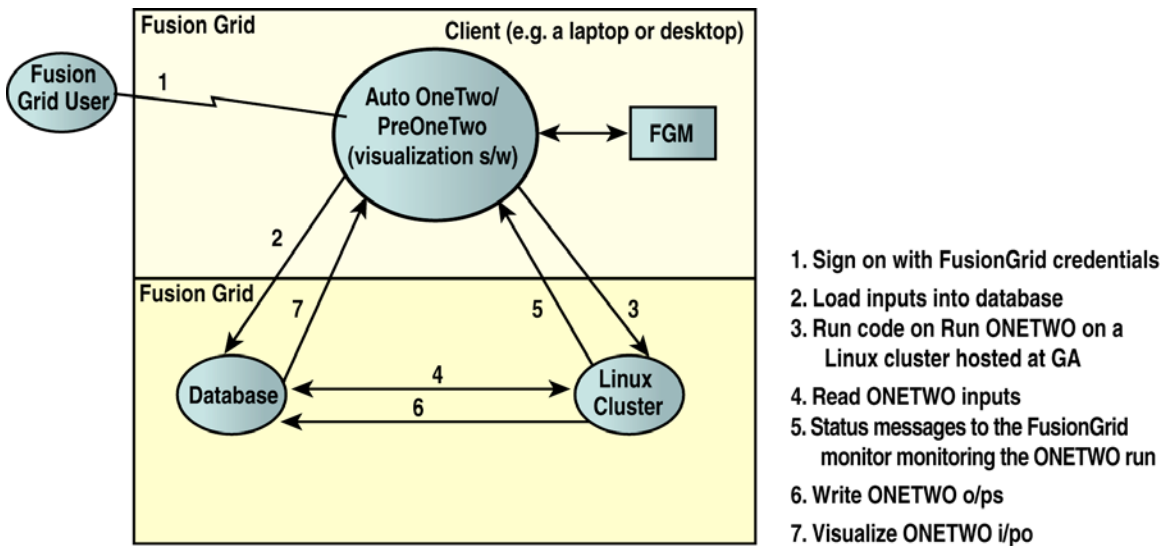 Fusion Grid
Client (e.g. a laptop or desktop)
Fusion
Grid User
1
Auto OneTwo/
PreOneTwo
(visualization s/w)
FGM
2
7
5
3
Fusion Grid
Database
4
6
Linux
Cluster
1. Sign on with FusionGrid credentials
2. Load inputs into database
3. Run code on Run ONETWO on a
Linux cluster hosted at GA
4. Read ONETWO inputs
5. Status messages to the FusionGrid
monitor monitoring the ONETWO run
6. Write ONETWO o/ps
7. Visualize ONETWO i/po